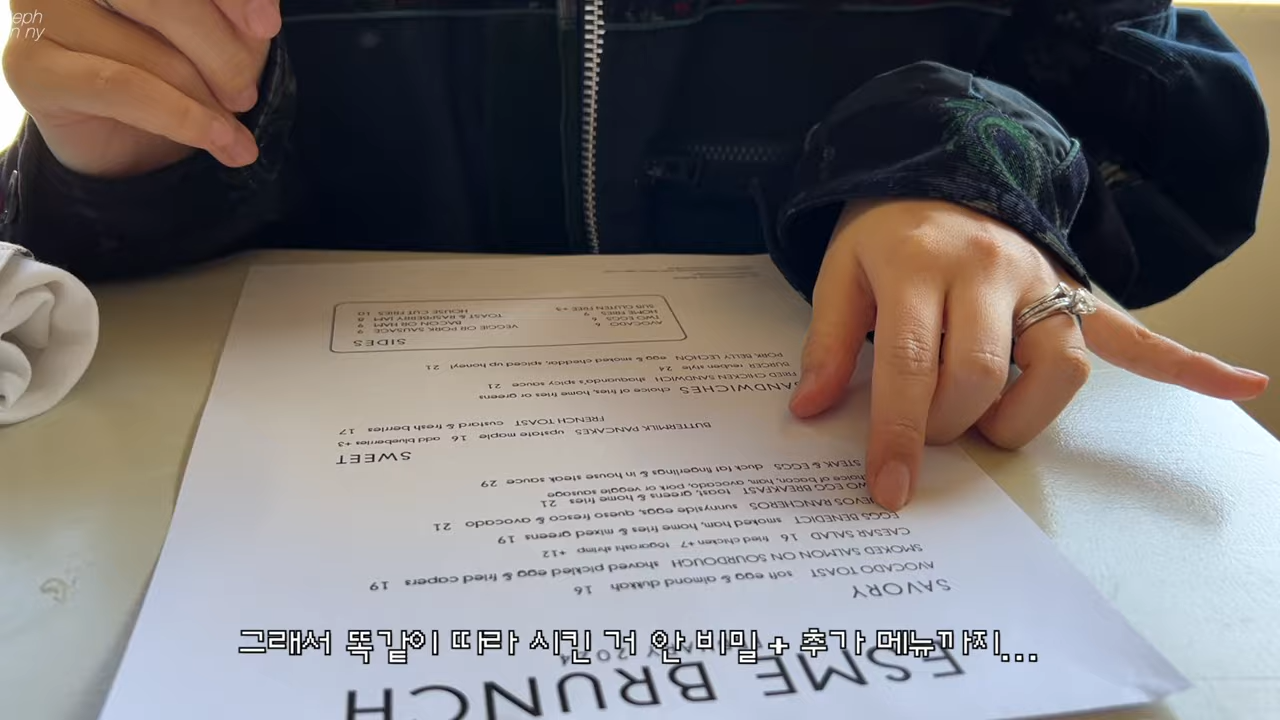 eph
n ny
ESME BRUNCH
2024
SAVORY
AVOCADO TOAST soft egg & almond dukkah 16
SMOKED SALMON ON SOURDOUGH shaved pickled egg & fried capers 19
CAESAR SALAD 16 fried chicken +7 togarashi shrimp +12
EGGS BENEDICT smoked ham, home fries & mixed greens 19
EVOS RANCHEROS sunnyside eggs, queso fresco & avocado 21
WO EGG BREAKFAST toast, greens & home fries 21
choice of bacon, ham, avocado, pork or veggie sausage
STEAK & EGGS duck fat fingerlings & in house steak sauce 29
SWEET
BUTTERMILK PANCAKES upstate maple 16 add blueberries +3
FRENCH TOAST custard & fresh berries 17
SANDWICHES choice of fries, home fries or greens
FRIED CHICKEN SANDWICH shaquanda's spicy sauce 21
BURGER reuben style 24
PORK BELLY LECHON egg & smoked cheddar, spiced up honey! 21
SIDES
AVOCADO 6 VEGGIE OR PORK SAUSAGE 9
TWO EGGS 6 BACON OR HAM 9
HOME FRIES 7 TOAST & RASPBERRY JAM 8
SUB GLUTEN FREE +3 HOUSE CUT FRIES 10
그래서 똑같이 따라 시킨 거 안 비밀 + 추가 메뉴까지...